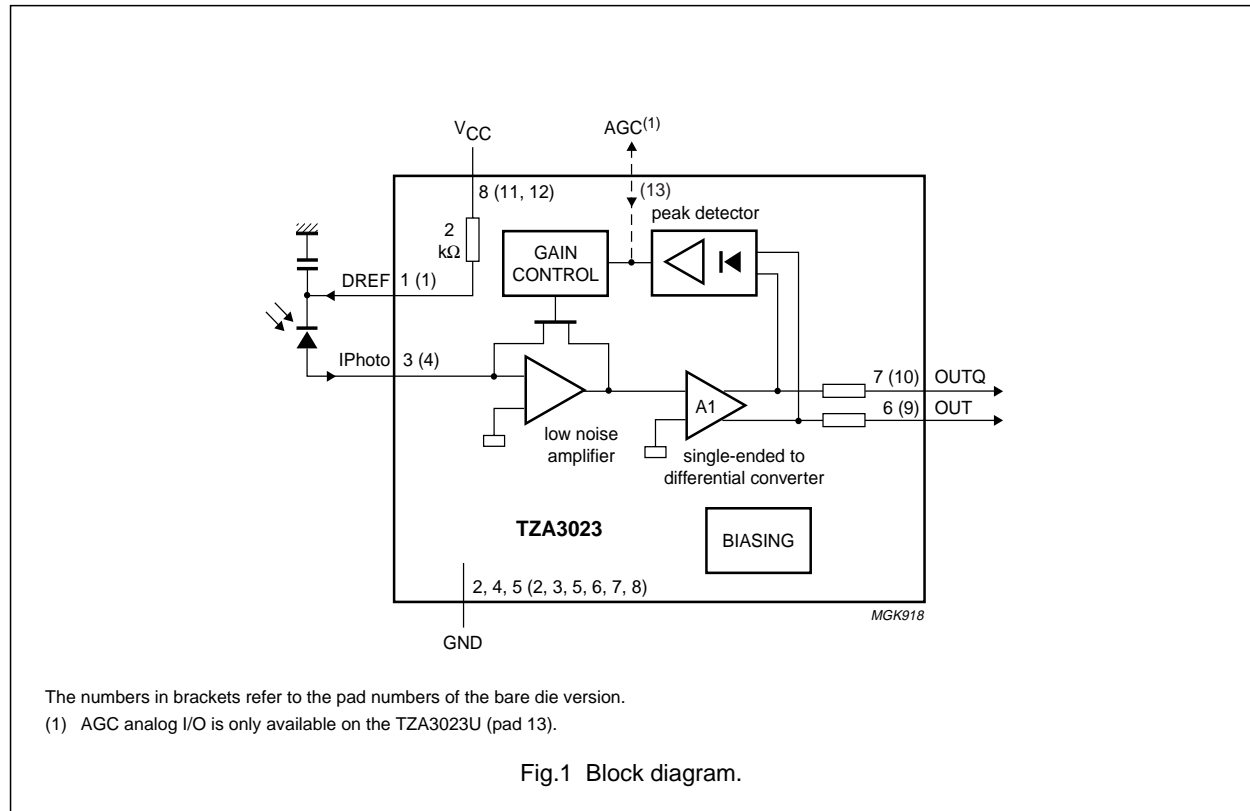 VCC
AGC(1)
8 (11, 12)
(13)
peak detector
2
kΩ
GAIN
CONTROL
DREF 1 (1)
IPhoto 3 (4)
7 (10) OUTQ
6 (9) OUT
A1
low noise
amplifier
single-ended to
differential converter
TZA3023
BIASING
2, 4, 5 (2, 3, 5, 6, 7, 8)
MGK918
GND
The numbers in brackets refer to the pad numbers of the bare die version.
(1) AGC analog I/O is only available on the TZA3023U (pad 13).
Fig.1 Block diagram.